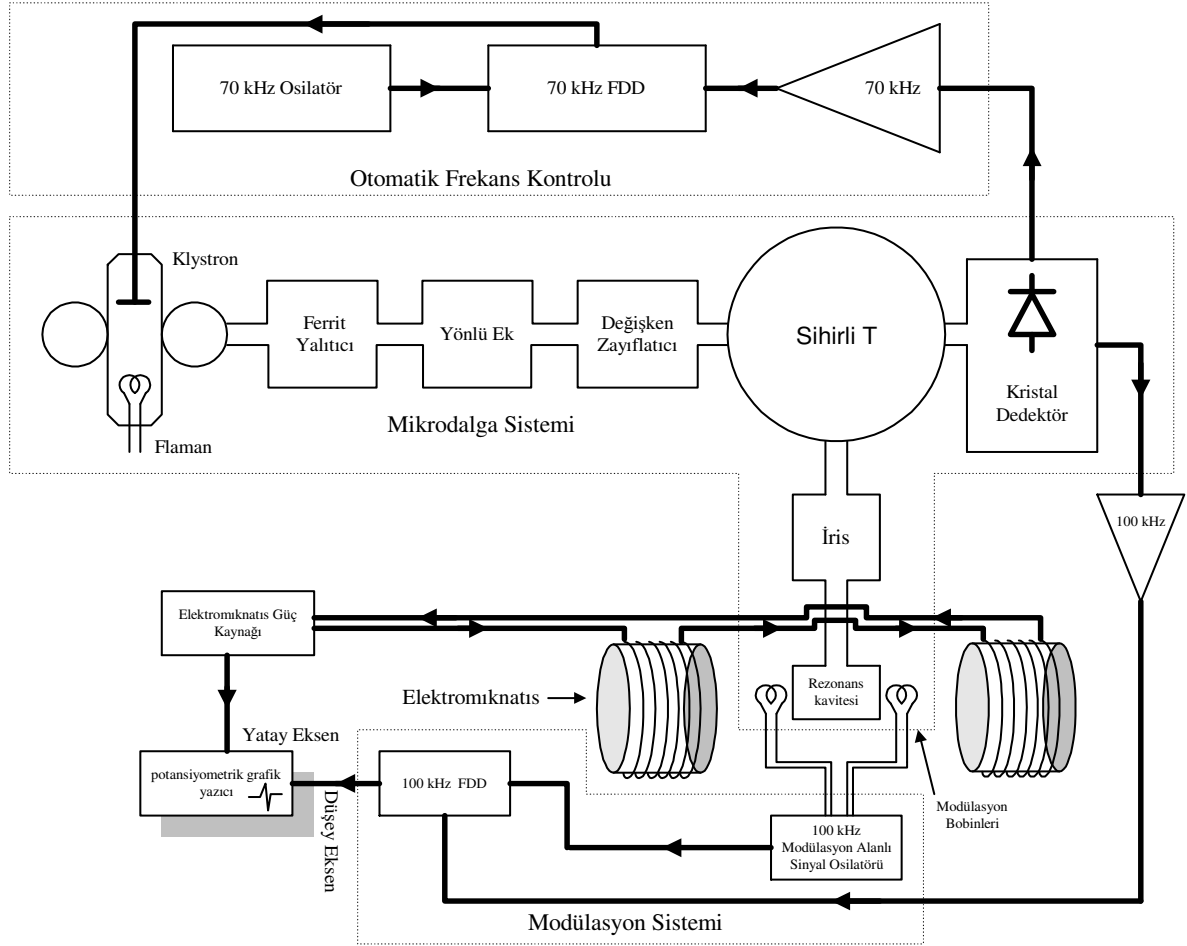 70 kHz Osilatör
70 kHz FDD
70 kHz
Otomatik Frekans Kontrolu
Klystron
Ferrit
Yalıtıcı
Yönlü Ek
Değişken
Zayıflatıcı
Sihirli T
Kristal
Dedektör
Mikrodalga Sistemi
Flaman
100 kHz
İris
Elektromıknatıs Güç
Kaynağı
Elektromıknatıs
Rezonans
kavitesi
Yatay Eksen
potansiyometrik grafik
yazıcı
Düşey Eksen
100 kHz FDD
Modülasyon
Bobinleri
100 kHz
Modülasyon Alanlı
Sinyal Osilatörü
Modülasyon Sistemi